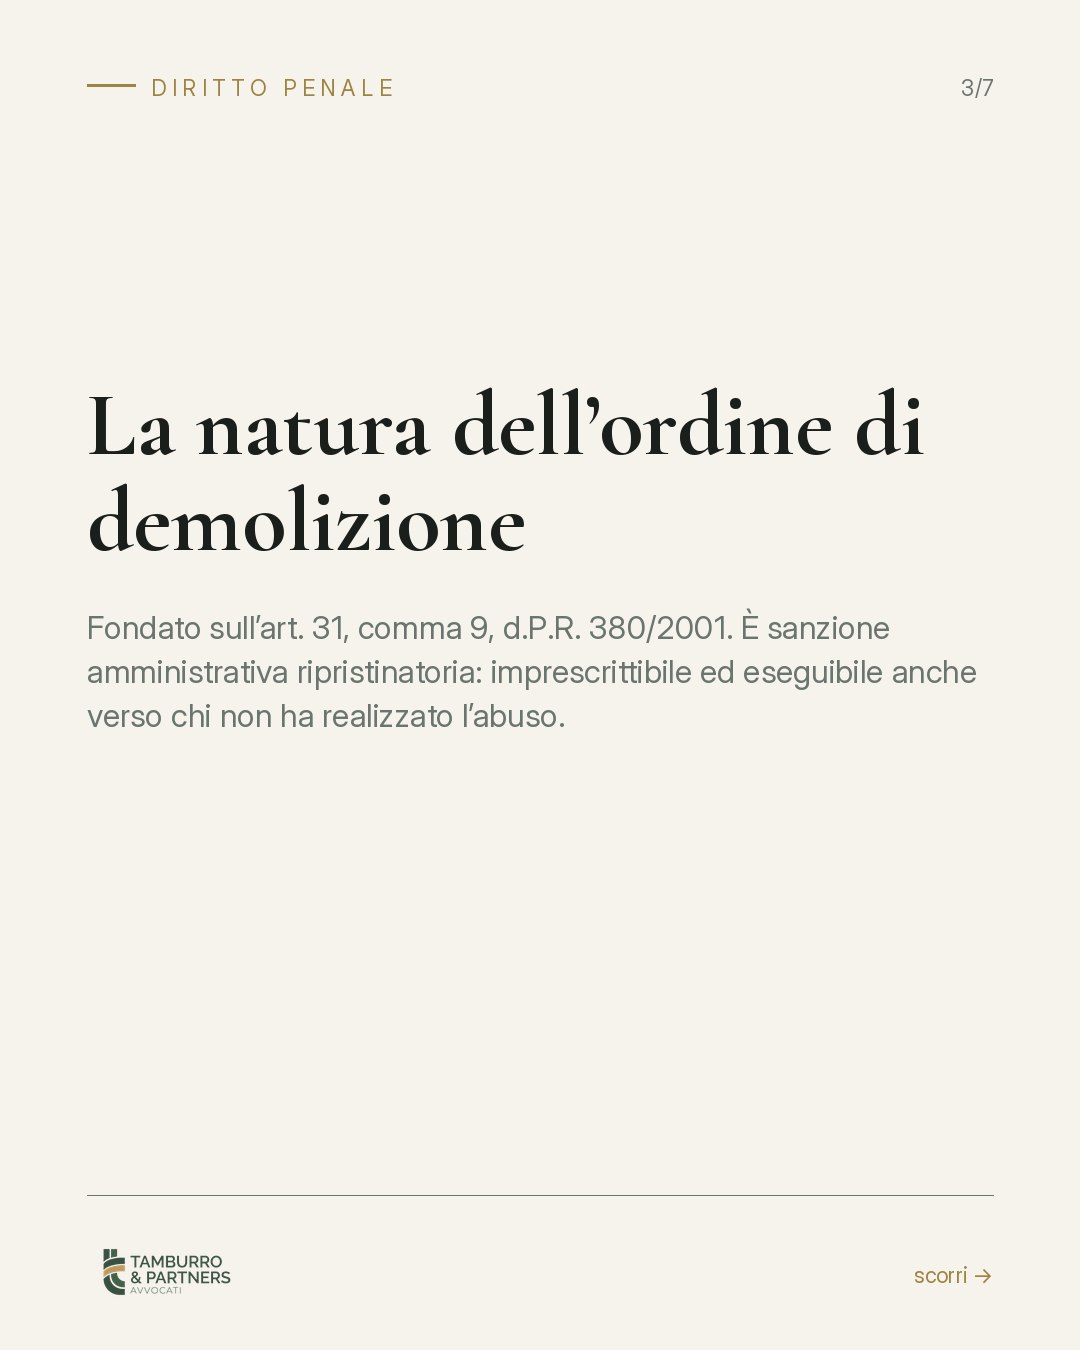 DIRITTO PENALE
3/7
La natura dell’ordine di
demolizione
Fondato sull’art. 31, comma 9, d.P.R. 380/2001. È sanzione
amministrativa ripristinatoria: imprescrittibile ed eseguibile anche
verso chi non ha realizzato l’abuso.
TAMBURRO
& PARTNERS
AVVOCATI
scorri →